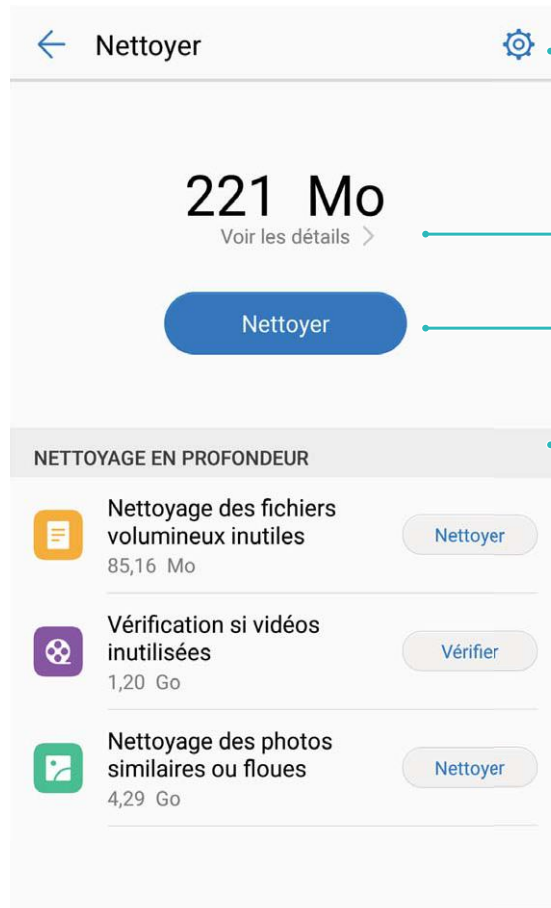 Nettoyer
221 Mo
Voir les détails
Nettoyer
NETTOYAGE EN PROFONDEUR
Nettoyage des fichiers
volumineux inutiles
85,16 Mo
Nettoyer
Vérification si vidéos
inutilisées
1,20 Go
Vérifier
Nettoyage des photos
similaires ou floues
4,29 Go
Nettoyer